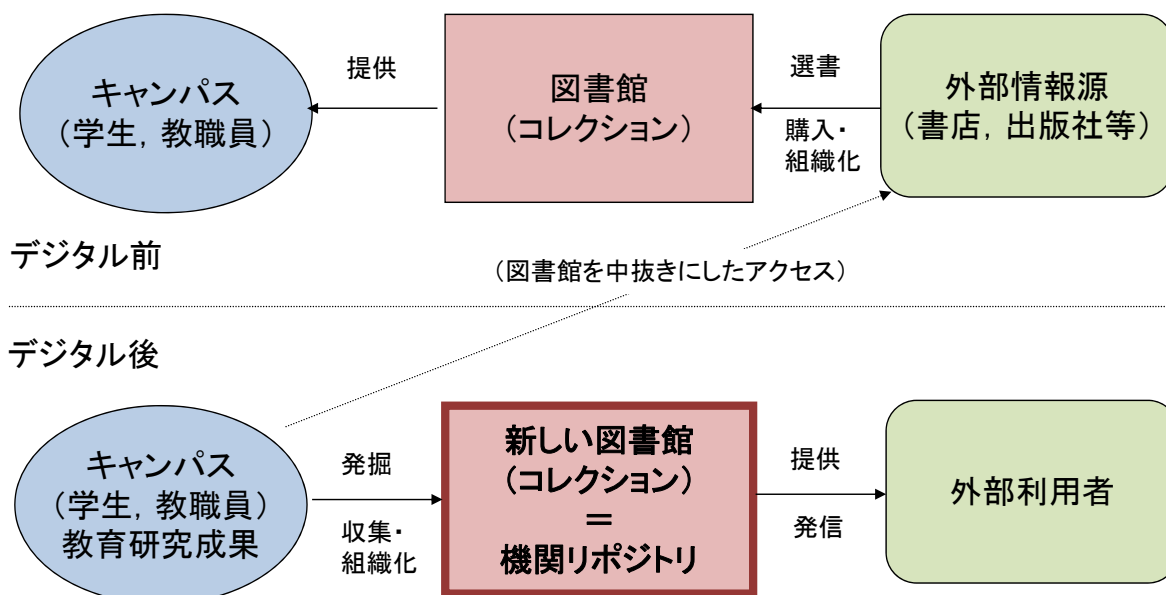 キャンパス
（学生，教職員）
提供
図書館
（コレクション）
選書
購入・
組織化
外部情報源
（書店，出版社等）
デジタル前
（図書館を中抜きにしたアクセス）
デジタル後
キャンパス
（学生，教職員）
教育研究成果
発掘
収集・
組織化
新しい図書館
（コレクション）
＝
機関リポジトリ
提供
発信
外部利用者